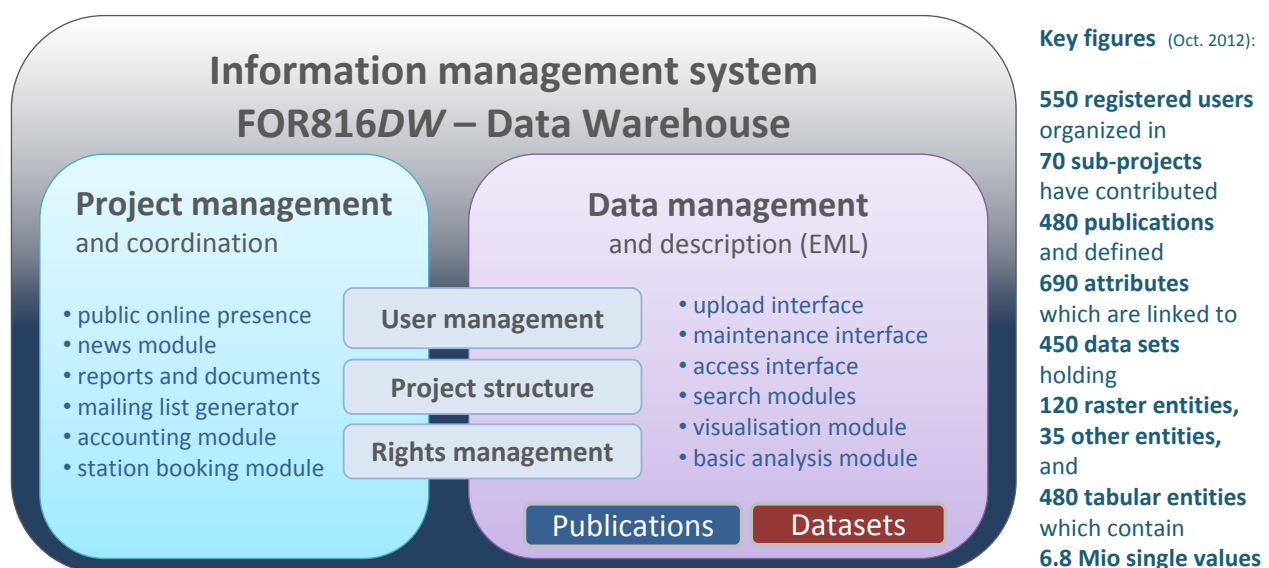 Information management system
FOR816DW – Data Warehouse
Project management
and coordination
• public online presence
• news module
• reports and documents
• mailing list generator
• accounting module
• station booking module
User management
Project structure
Rights management
Data management
and description (EML)
• upload interface
• maintenance interface
• access interface
• search modules
• visualisation module
• basic analysis module
Publications
Datasets
Key figures (Oct. 2012):
550 registered users
organized in
70 sub-projects
have contributed
480 publications
and defined
690 attributes
which are linked to
450 data sets
holding
120 raster entities,
35 other entities,
and
480 tabular entities
which contain
6.8 Mio single values